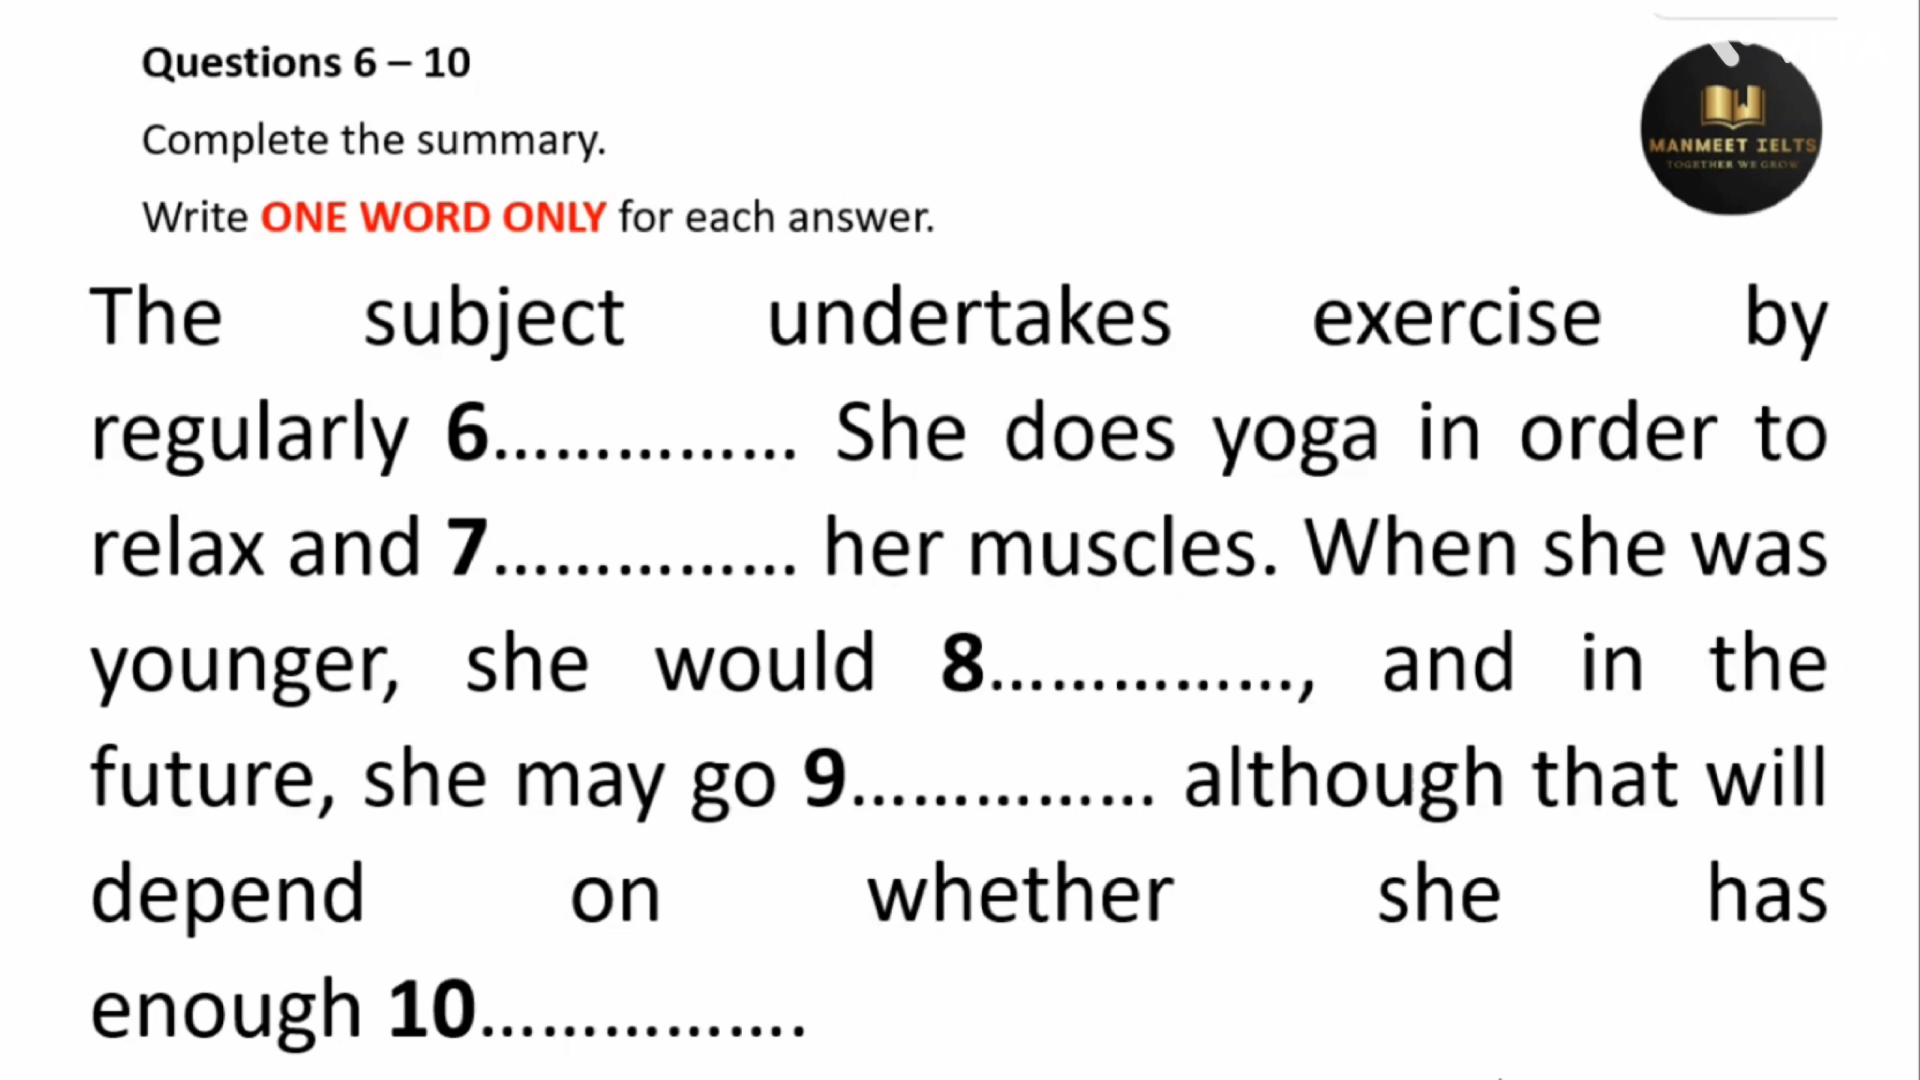 Questions 6 – 10
Complete the summary.
Write ONE WORD ONLY for each answer.
MANMEET IELTS
TOGETHER WE GROW
The subject undertakes exercise by
regularly 6............... She does yoga in order to
relax and 7............... her muscles. When she was
younger, she would 8..............., and in the
future, she may go 9............... although that will
depend on whether she has
enough 10................